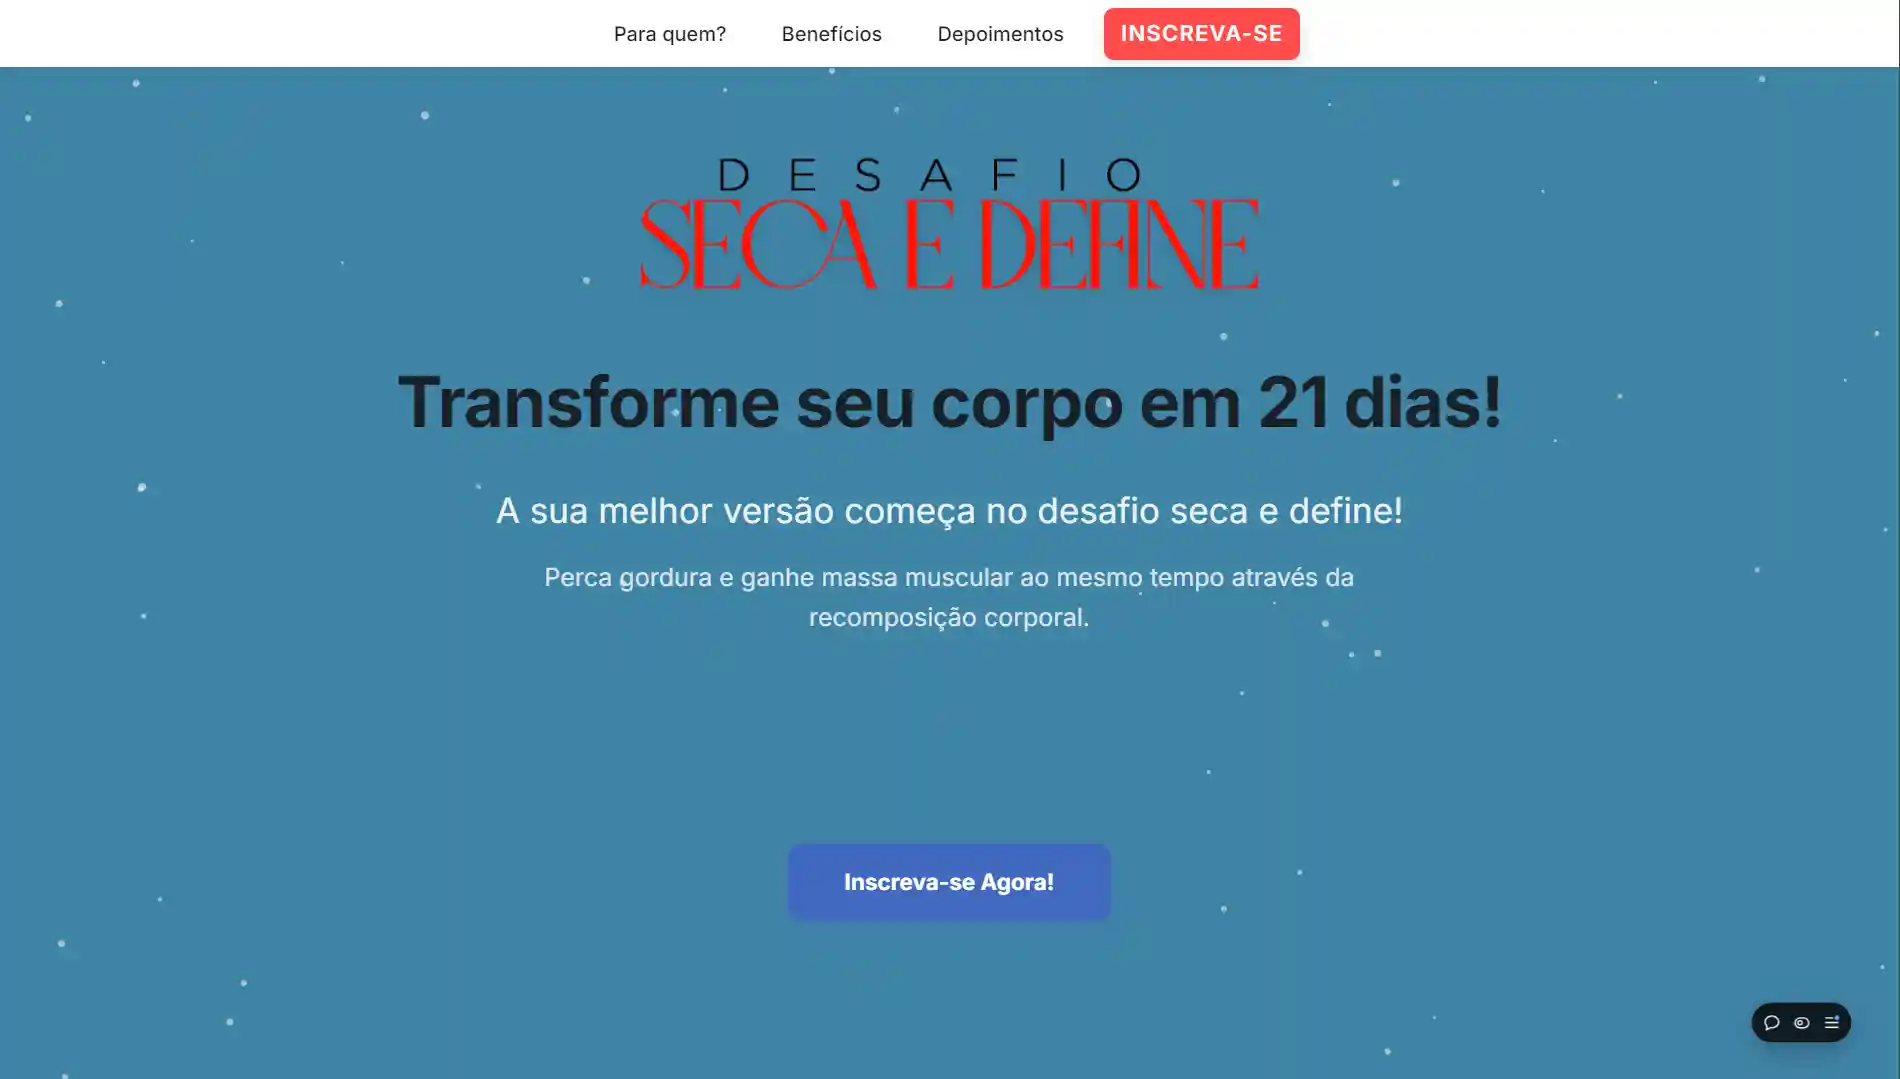 Para quem?
Benefícios
Depoimentos
INSCREVA-SE
DESAFIO
SECA E DEFINE
Transforme seu corpo em 21 dias!
A sua melhor versão começa no desafio seca e define!
Perca gordura e ganhe massa muscular ao mesmo tempo através da
recomposição corporal.
Inscreva-se Agora!